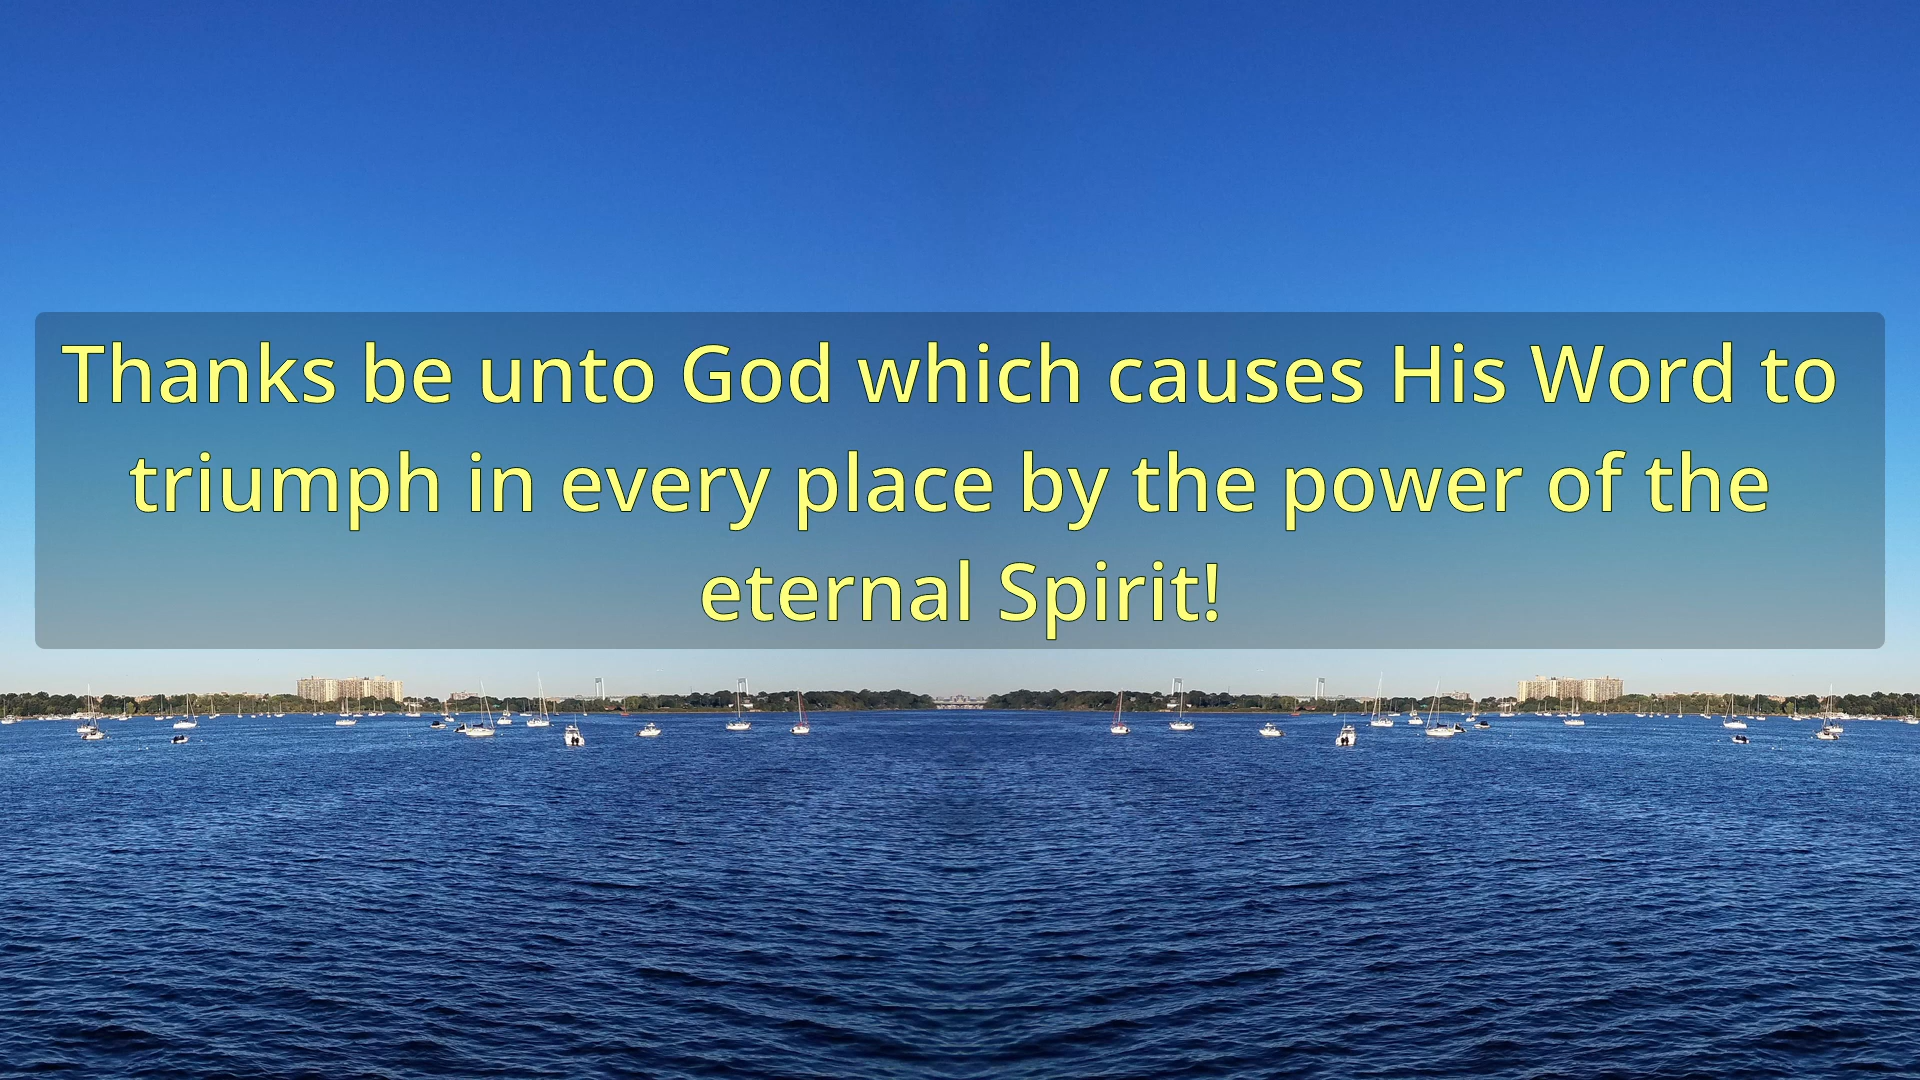 Thanks be unto God which causes His Word to
triumph in every place by the power of the
eternal Spirit!